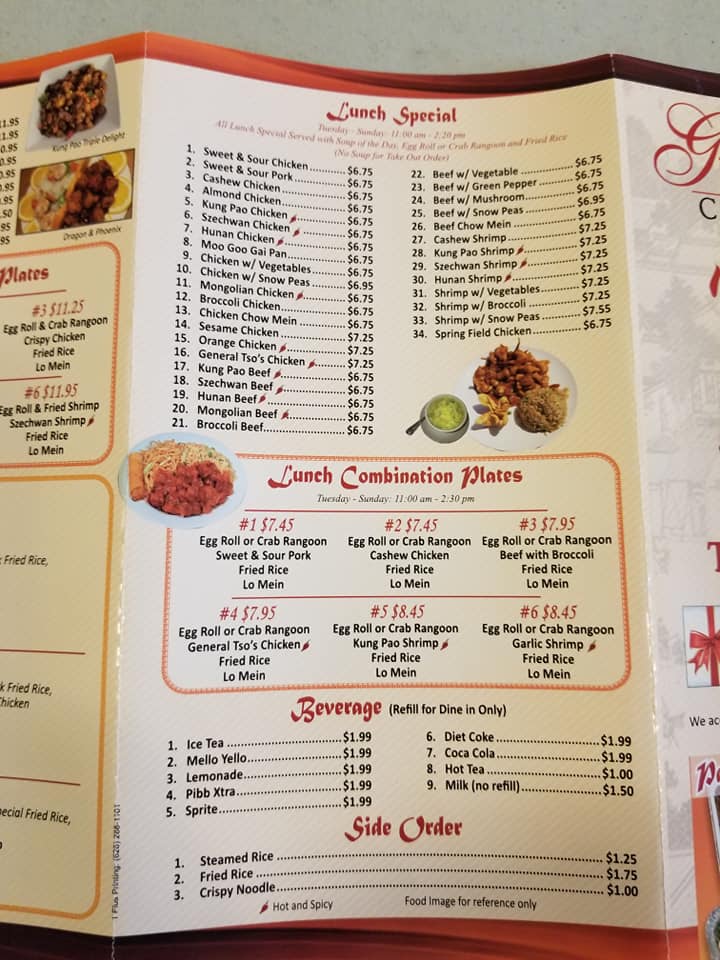 11.95
11.95
0.95
0.95
.95
.50
.95
95
Kung Pao Triple Delight
Dragon & Phoenix
Plates
#3 $11.25
Egg Roll & Crab Rangoon
Crispy Chicken
Fried Rice
Lo Mein
#6 $11.95
Egg Roll & Fried Shrimp
Szechwan Shrimp
Fried Rice
Lo Mein
Fried Rice,
Fried Rice,
hicken
pecial Fried Rice,
Lunch Special
Tuesday - Sunday: 11:00 am - 2:20 pm
All Lunch Special Served with Soup of the Day, Egg Roll or Crab Rangoon and Fried Rice
(No Soup for Take Out Order)
1. Sweet & Sour Chicken .......... $6.75
2. Sweet & Sour Pork .......... $6.75
3. Cashew Chicken .......... $6.75
4. Almond Chicken .......... $6.75
5. Kung Pao Chicken .......... $6.75
6. Szechwan Chicken .......... $6.75
7. Hunan Chicken .......... $6.75
8. Moo Goo Gai Pan .......... $6.75
9. Chicken w/ Vegetables .......... $6.75
10. Chicken w/ Snow Peas .......... $6.95
11. Mongolian Chicken .......... $6.75
12. Broccoli Chicken .......... $6.75
13. Chicken Chow Mein .......... $6.75
14. Sesame Chicken .......... $7.25
15. Orange Chicken .......... $7.25
16. General Tso's Chicken .......... $7.25
17. Kung Pao Beef .......... $6.75
18. Szechwan Beef .......... $6.75
19. Hunan Beef .......... $6.75
20. Mongolian Beef .......... $6.75
21. Broccoli Beef .......... $6.75
22. Beef w/ Vegetable .......... $6.75
23. Beef w/ Green Pepper .......... $6.75
24. Beef w/ Mushroom .......... $6.75
25. Beef w/ Snow Peas .......... $6.95
26. Beef Chow Mein .......... $6.75
27. Cashew Shrimp .......... $7.25
28. Kung Pao Shrimp .......... $7.25
29. Szechwan Shrimp .......... $7.25
30. Hunan Shrimp .......... $7.25
31. Shrimp w/ Vegetables .......... $7.25
32. Shrimp w/ Broccoli .......... $7.25
33. Shrimp w/ Snow Peas .......... $7.55
34. Spring Field Chicken .......... $6.75
Lunch Combination Plates
Tuesday - Sunday: 11:00 am - 2:30 pm
#1 $7.45
Egg Roll or Crab Rangoon
Sweet & Sour Pork
Fried Rice
Lo Mein
#2 $7.45
Egg Roll or Crab Rangoon
Cashew Chicken
Fried Rice
Lo Mein
#3 $7.95
Egg Roll or Crab Rangoon
Beef with Broccoli
Fried Rice
Lo Mein
#4 $7.95
Egg Roll or Crab Rangoon
General Tso's Chicken
Fried Rice
Lo Mein
#5 $8.45
Egg Roll or Crab Rangoon
Kung Pao Shrimp
Fried Rice
Lo Mein
#6 $8.45
Egg Roll or Crab Rangoon
Garlic Shrimp
Fried Rice
Lo Mein
Beverage (Refill for Dine in Only)
1. Ice Tea .......... $1.99
2. Mello Yello .......... $1.99
3. Lemonade .......... $1.99
4. Pibb Xtra .......... $1.99
5. Sprite .......... $1.99
6. Diet Coke .......... $1.99
7. Coca Cola .......... $1.99
8. Hot Tea .......... $1.00
9. Milk (no refill) .......... $1.50
Side Order
1. Steamed Rice .......... $1.25
2. Fried Rice .......... $1.75
3. Crispy Noodle .......... $1.00
Hot and Spicy
Food Image for reference only
We ac